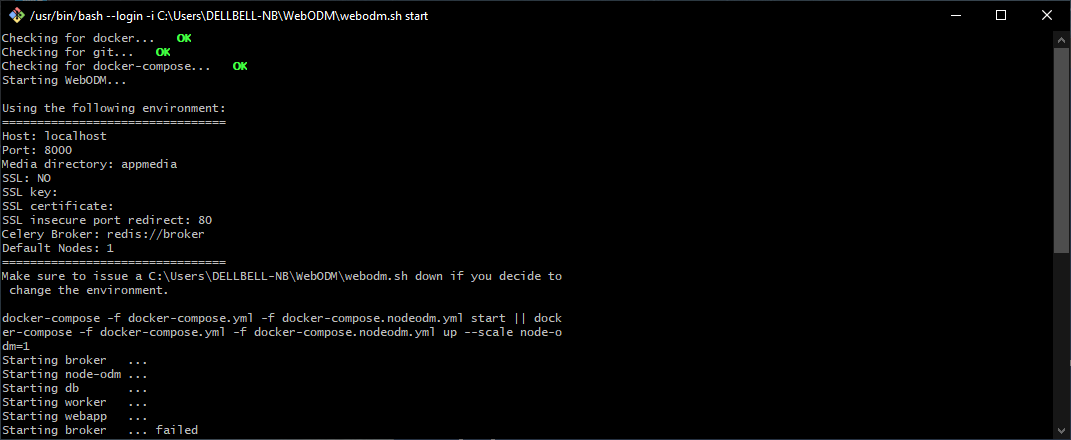 /usr/bin/bash --login -i C:\Users\DELLBELL-NB\WebODM\webodm.sh start
Checking for docker...   OK
Checking for git...   OK
Checking for docker-compose...   OK
Starting WebODM...
Using the following environment:
================================
Host: localhost
Port: 8000
Media directory: appmedia
SSL: NO
SSL key:
SSL certificate:
SSL insecure port redirect: 80
Celery Broker: redis://broker
Default Nodes: 1
================================
Make sure to issue a C:\Users\DELLBELL-NB\WebODM\webodm.sh down if you decide to
 change the environment.
docker-compose -f docker-compose.yml -f docker-compose.nodeodm.yml start || dock
er-compose -f docker-compose.yml -f docker-compose.nodeodm.yml up --scale node-o
dm=1
Starting broker   ...
Starting node-odm ...
Starting db       ...
Starting worker   ...
Starting webapp   ...
Starting broker   ... failed